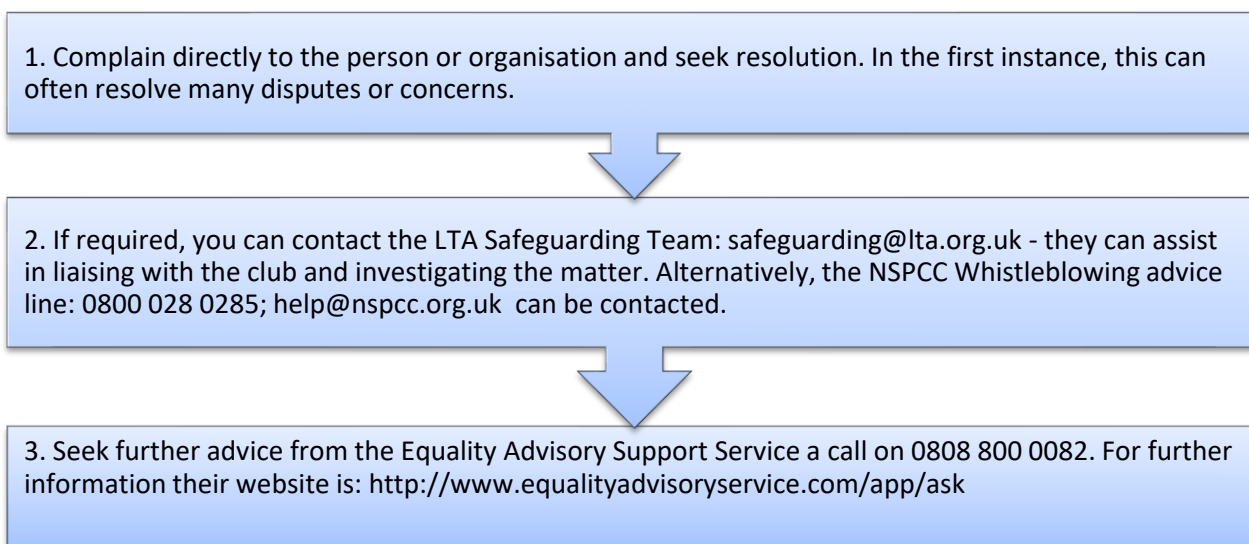 1. Complain directly to the person or organisation and seek resolution. In the first instance, this can
often resolve many disputes or concerns.
2. If required, you can contact the LTA Safeguarding Team: safeguarding@lta.org.uk - they can assist
in liaising with the club and investigating the matter. Alternatively, the NSPCC Whistleblowing advice
line: 0800 028 0285; help@nspcc.org.uk  can be contacted.
3. Seek further advice from the Equality Advisory Support Service a call on 0808 800 0082. For further
information their website is: http://www.equalityadvisoryservice.com/app/ask